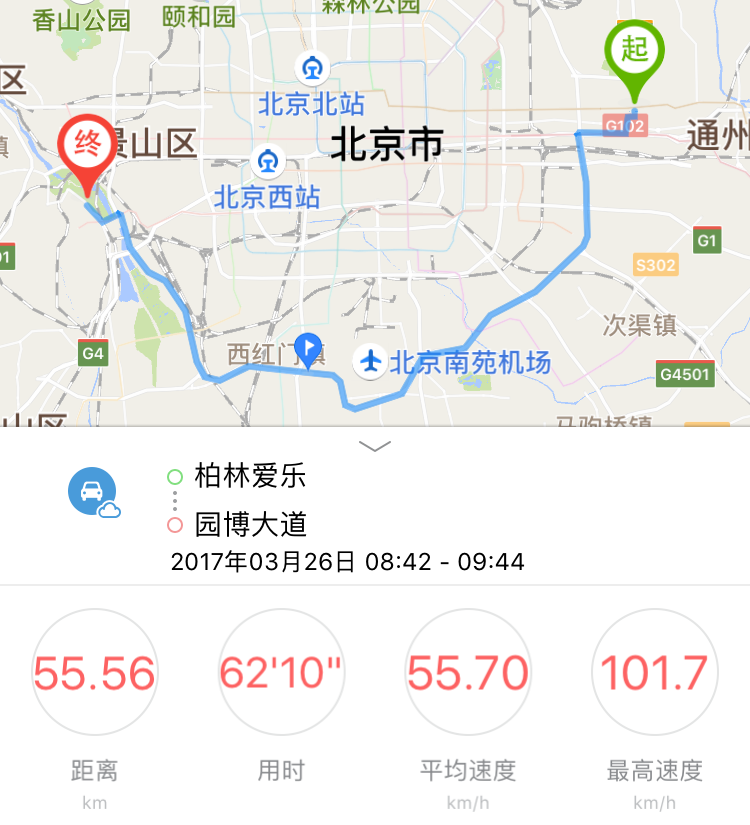 香山公园
颐和园
森林公园
起
区
北京北站
G102
终
景山区
北京市
通州
北京西站
G1
S302
次渠镇
G4
西红门镇
北京南苑机场
G4501
山区
马驹桥镇
柏林爱乐
园博大道
2017年03月26日 08:42 - 09:44
55.56
62'10"
55.70
101.7
距离
用时
平均速度
最高速度
km
km/h
km/h